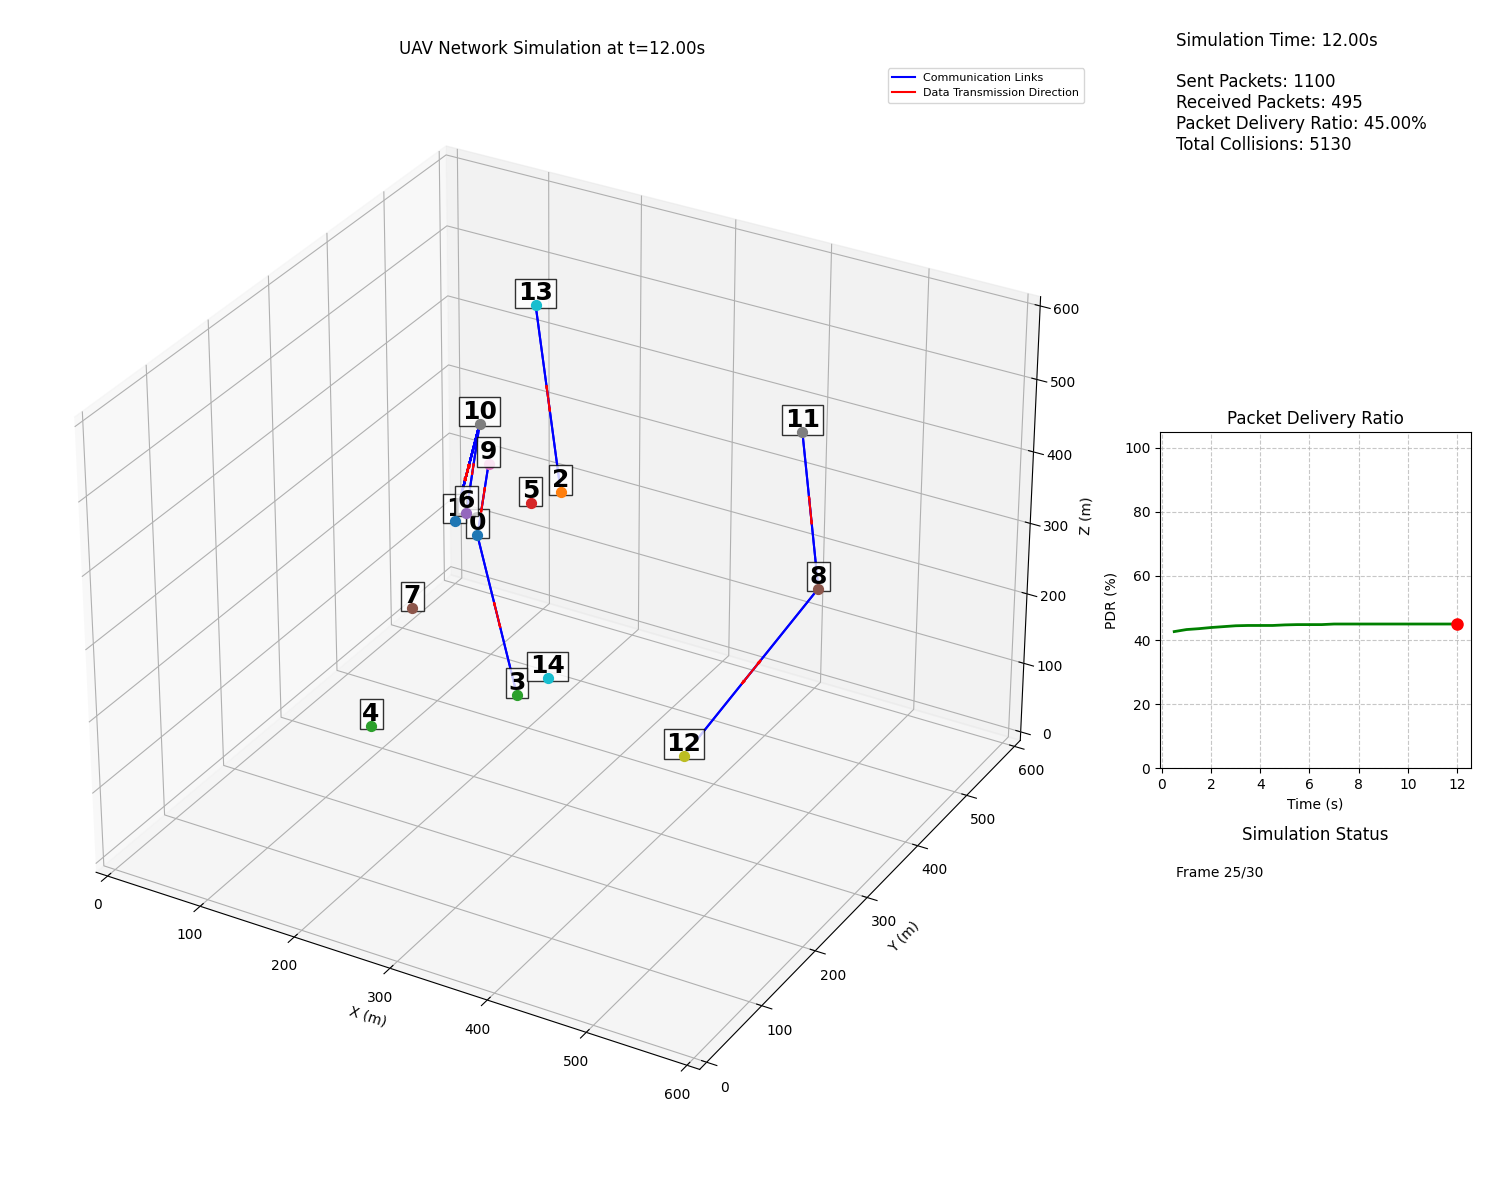 UAV Network Simulation at t=12.00s
Communication Links
Data Transmission Direction
Simulation Time: 12.00s
Sent Packets: 1100
Received Packets: 495
Packet Delivery Ratio: 45.00%
Total Collisions: 5130
13
10
11
9
2
5
6
0
8
7
14
3
4
12
600
500
400
300
200
100
0
Z (m)
0
100
200
300
400
500
600
X (m)
0
100
200
300
400
500
600
Y (m)
Packet Delivery Ratio
100
80
60
40
20
0
PDR (%)
0 2 4 6 8 10 12
Time (s)
Simulation Status
Frame 25/30